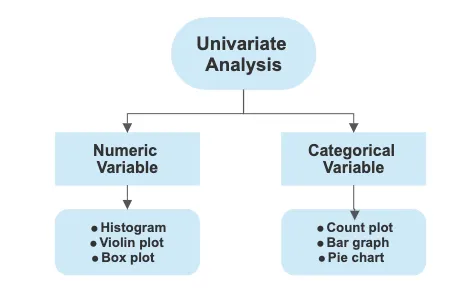 Univariate
Analysis
Numeric
Variable
Categorical
Variable
● Histogram
● Violin plot
● Box plot
● Count plot
● Bar graph
● Pie chart